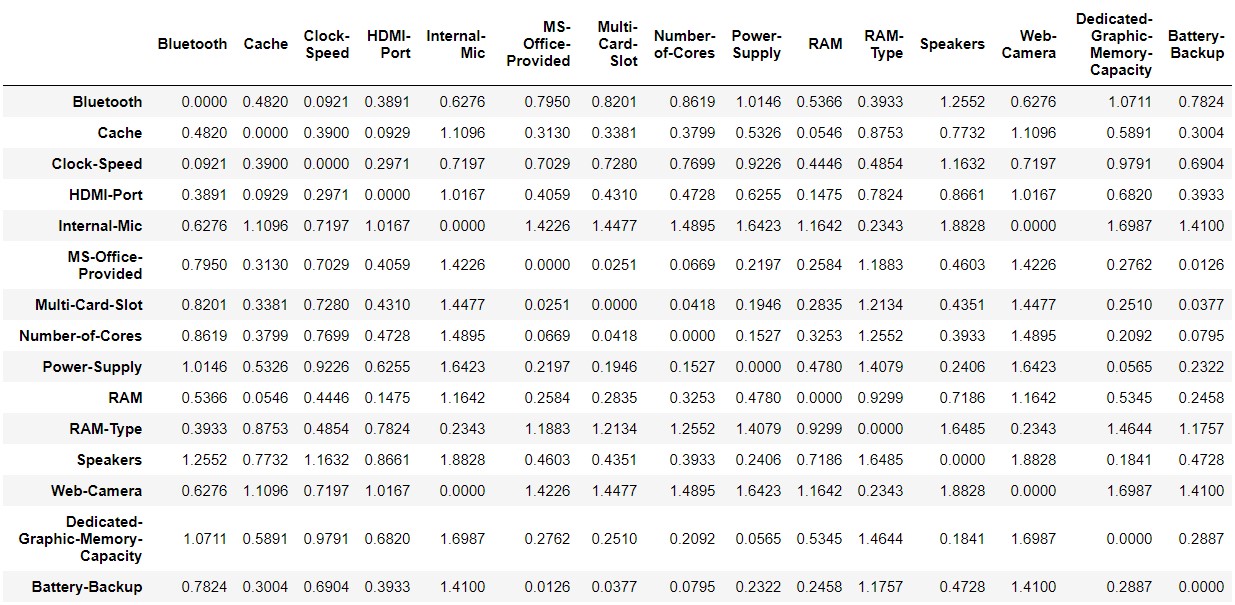 Bluetooth Cache Clock-Speed HDMI-Port Internal-Mic MS-Office-Provided Multi-Card-Slot Number-of-Cores Power-Supply RAM RAM-Type Speakers Web-Camera Dedicated-Graphic-Memory-Capacity Battery-Backup
Bluetooth 0.0000 0.4820 0.0921 0.3891 0.6276 0.7950 0.8201 0.8619 1.0146 0.5366 0.3933 1.2552 0.6276 1.0711 0.7824
Cache 0.4820 0.0000 0.3900 0.0929 1.1096 0.3130 0.3381 0.3799 0.5326 0.0546 0.8753 0.7732 1.1096 0.5891 0.3004
Clock-Speed 0.0921 0.3900 0.0000 0.2971 0.7197 0.7029 0.7280 0.7699 0.9226 0.4446 0.4854 1.1632 0.7197 0.9791 0.6904
HDMI-Port 0.3891 0.0929 0.2971 0.0000 1.0167 0.4059 0.4310 0.4728 0.6255 0.1475 0.7824 0.8661 1.0167 0.6820 0.3933
Internal-Mic 0.6276 1.1096 0.7197 1.0167 0.0000 1.4226 1.4477 1.4895 1.6423 1.1642 0.2343 1.8828 0.0000 1.6987 1.4100
MS-Office-
Provided 0.7950 0.3130 0.7029 0.4059 1.4226 0.0000 0.0251 0.0669 0.2197 0.2584 1.1883 0.4603 1.4226 0.2762 0.0126
Multi-Card-Slot 0.8201 0.3381 0.7280 0.4310 1.4477 0.0251 0.0000 0.0418 0.1946 0.2835 1.2134 0.4351 1.4477 0.2510 0.0377
Number-of-Cores 0.8619 0.3799 0.7699 0.4728 1.4895 0.0669 0.0418 0.0000 0.1527 0.3253 1.2552 0.3933 1.4895 0.2092 0.0795
Power-Supply 1.0146 0.5326 0.9226 0.6255 1.6423 0.2197 0.1946 0.1527 0.0000 0.4780 1.4079 0.2406 1.6423 0.0565 0.2322
RAM 0.5366 0.0546 0.4446 0.1475 1.1642 0.2584 0.2835 0.3253 0.4780 0.0000 0.9299 0.7186 1.1642 0.5345 0.2458
RAM-Type 0.3933 0.8753 0.4854 0.7824 0.2343 1.1883 1.2134 1.2552 1.4079 0.9299 0.0000 1.6485 0.2343 1.4644 1.1757
Speakers 1.2552 0.7732 1.1632 0.8661 1.8828 0.4603 0.4351 0.3933 0.2406 0.7186 1.6485 0.0000 1.8828 0.1841 0.4728
Web-Camera 0.6276 1.1096 0.7197 1.0167 0.0000 1.4226 1.4477 1.4895 1.6423 1.1642 0.2343 1.8828 0.0000 1.6987 1.4100
Dedicated-
Graphic-Memory-
Capacity 1.0711 0.5891 0.9791 0.6820 1.6987 0.2762 0.2510 0.2092 0.0565 0.5345 1.4644 0.1841 1.6987 0.0000 0.2887
Battery-Backup 0.7824 0.3004 0.6904 0.3933 1.4100 0.0126 0.0377 0.0795 0.2322 0.2458 1.1757 0.4728 1.4100 0.2887 0.0000